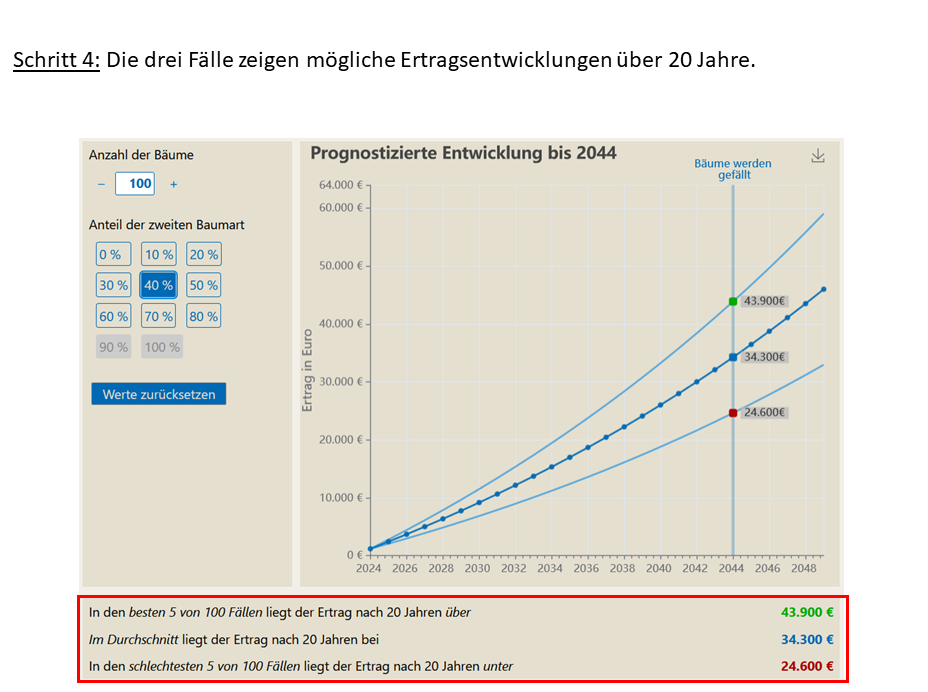 Schritt 4: Die drei Fälle zeigen mögliche Ertragsentwicklungen über 20 Jahre.
Anzahl der Bäume
− 100 +
Anteil der zweiten Baumart
0 % 10 % 20 %
30 % 40 % 50 %
60 % 70 % 80 %
90 % 100 %
Werte zurücksetzen
Prognostizierte Entwicklung bis 2044
Bäume werden
gefällt
64.000 €
60.000 €
50.000 €
40.000 €
30.000 €
20.000 €
10.000 €
0 €
Ertrag in Euro
43.900€
34.300€
24.600€
2024 2026 2028 2030 2032 2034 2036 2038 2040 2042 2044 2046 2048
In den besten 5 von 100 Fällen liegt der Ertrag nach 20 Jahren über 43.900 €
Im Durchschnitt liegt der Ertrag nach 20 Jahren bei 34.300 €
In den schlechtesten 5 von 100 Fällen liegt der Ertrag nach 20 Jahren unter 24.600 €